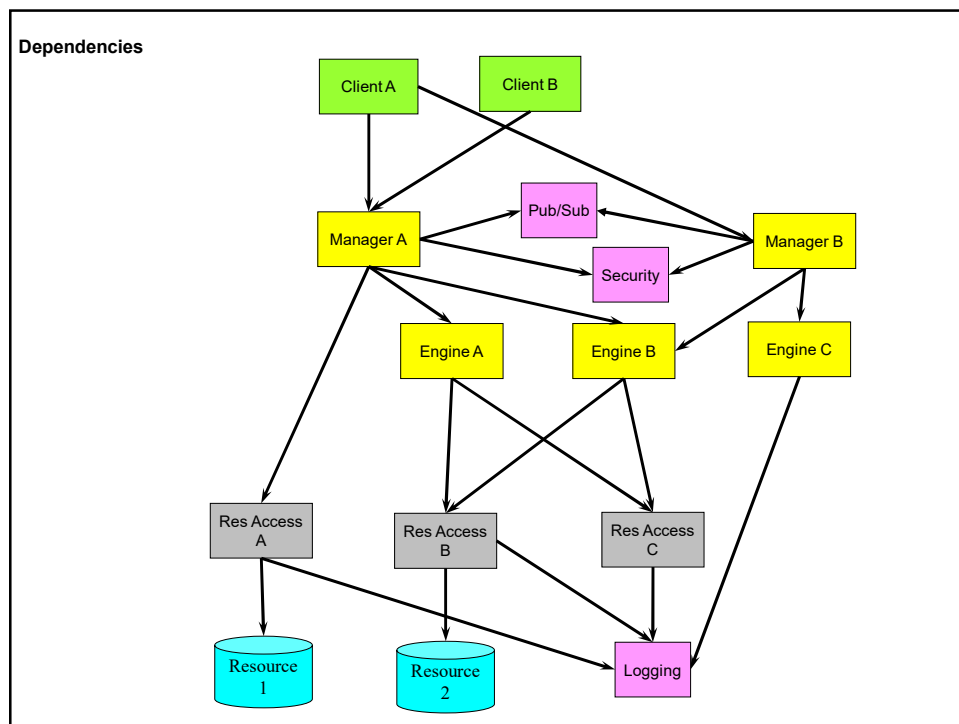 Dependencies
Client A
Client B
Pub/Sub
Manager A
Manager B
Security
Engine A
Engine B
Engine C
Res Access
A
Res Access
B
Res Access
C
Resource
1
Resource
2
Logging